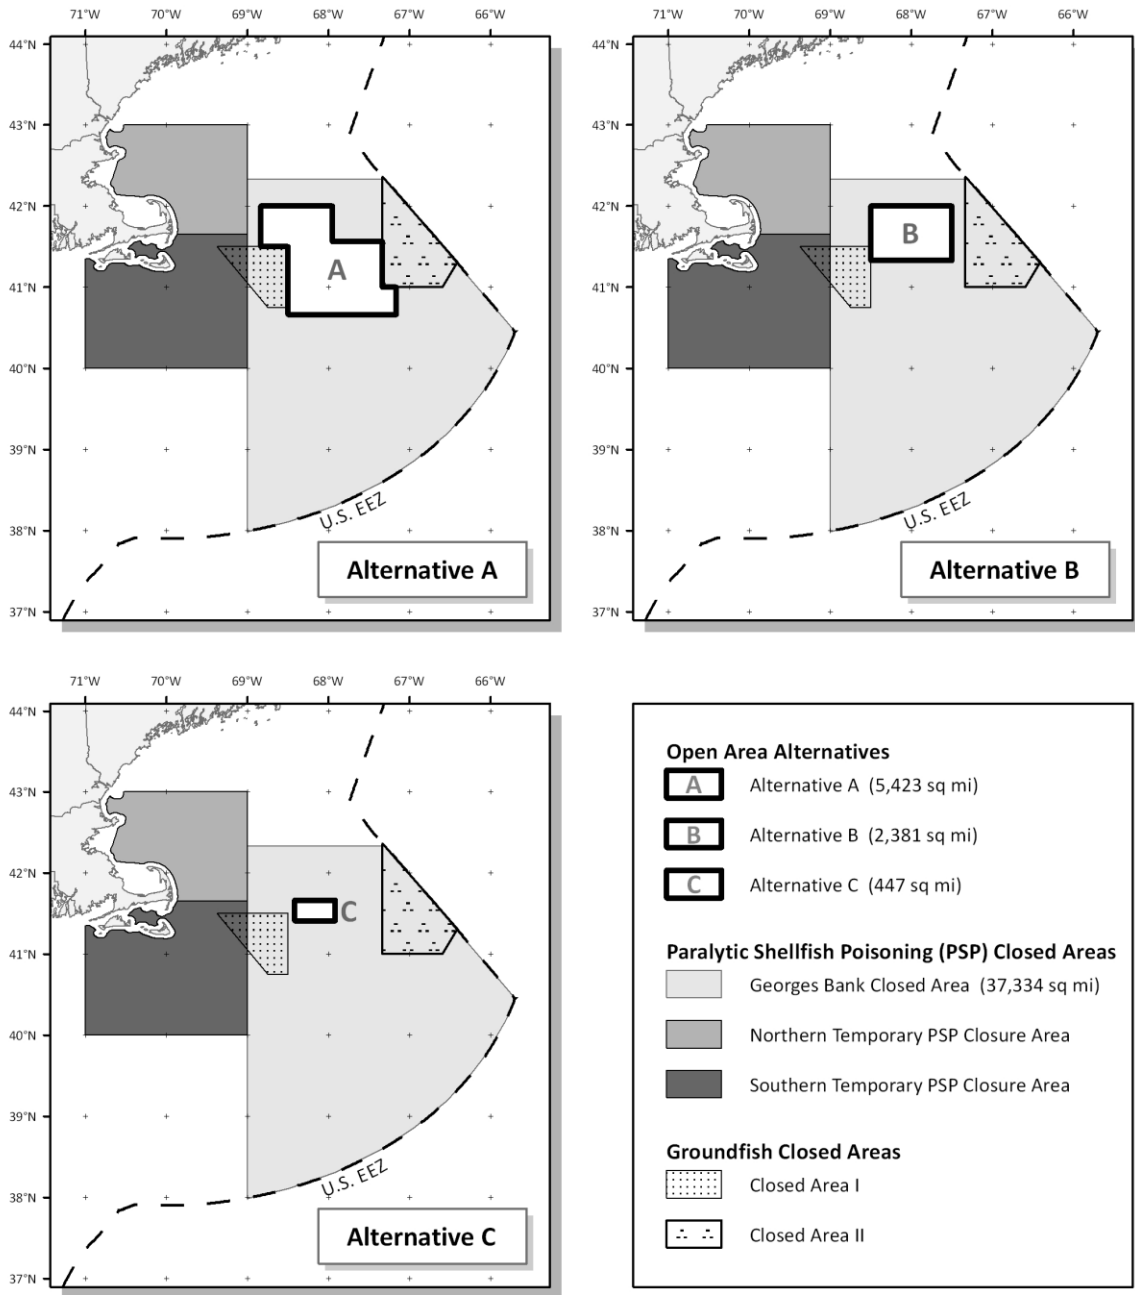 71°W 70°W 69°W 68°W 67°W 66°W
44°N
43°N
42°N
41°N
40°N
39°N
38°N
37°N
A
U.S. EEZ
Alternative A
71°W 70°W 69°W 68°W 67°W 66°W
44°N
43°N
42°N
41°N
40°N
39°N
38°N
37°N
B
U.S. EEZ
Alternative B
71°W 70°W 69°W 68°W 67°W 66°W
44°N
43°N
42°N
41°N
40°N
39°N
38°N
37°N
C
U.S. EEZ
Alternative C
Open Area Alternatives
A Alternative A (5,423 sq mi)
B Alternative B (2,381 sq mi)
C Alternative C (447 sq mi)
Paralytic Shellfish Poisoning (PSP) Closed Areas
Georges Bank Closed Area (37,334 sq mi)
Northern Temporary PSP Closure Area
Southern Temporary PSP Closure Area
Groundfish Closed Areas
Closed Area I
Closed Area II